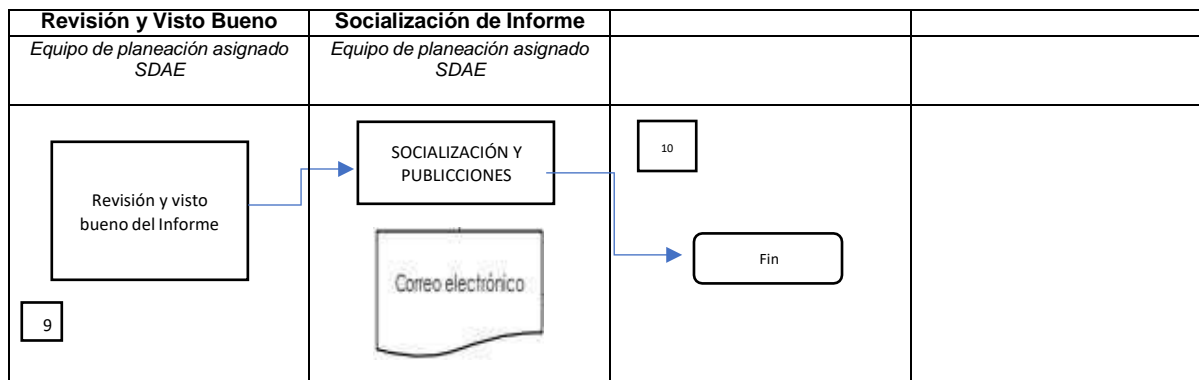 Revisión y Visto Bueno
Socialización de Informe
Equipo de planeación asignado
SDAE
Equipo de planeación asignado
SDAE
Revisión y visto
bueno del Informe
9
SOCIALIZACIÓN Y
PUBLICCIONES
Correo electrónico
10
Fin